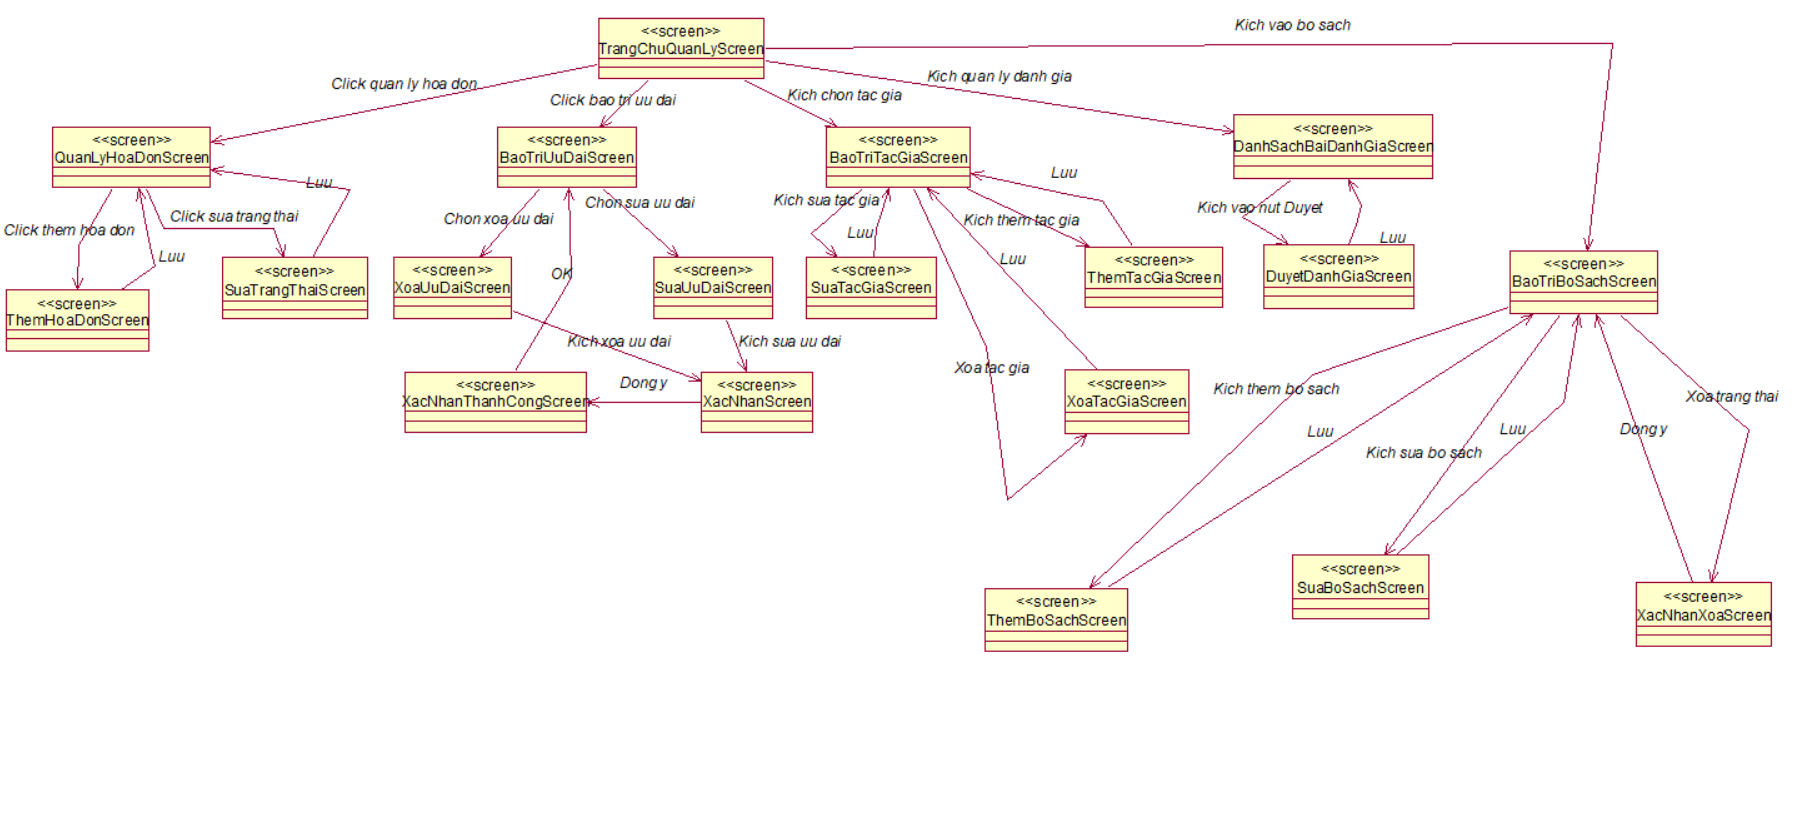 Kich vao bo sach
<<screen>>
TrangChuQuanLyScreen
Click quan ly hoa don
Click bao tri uu dai
Kich chon tac gia
Kich quan ly danh gia
<<screen>>
QuanLyHoaDonScreen
<<screen>>
BaoTriUuDaiScreen
<<screen>>
BaoTriTacGiaScreen
<<screen>>
DanhSachBaiDanhGiaScreen
Luu
Click them hoa don
Click sua trang thai
Luu
Chon xoa uu dai
Chon sua uu dai
Kich sua tac gia
Luu
Kich them tac gia
Luu
Kich vao nut Duyet
Luu
<<screen>>
ThemHoaDonScreen
<<screen>>
SuaTrangThaiScreen
<<screen>>
XoaUuDaiScreen
OK
<<screen>>
SuaUuDaiScreen
<<screen>>
SuaTacGiaScreen
Luu
<<screen>>
ThemTacGiaScreen
<<screen>>
DuyetDanhGiaScreen
<<screen>>
BaoTriBoSachScreen
Kich xoa uu dai
Kich sua uu dai
<<screen>>
XacNhanThanhCongScreen
Dong y
<<screen>>
XacNhanScreen
Xoa tac gia
<<screen>>
XoaTacGiaScreen
Kich them bo sach
Luu
Kich sua bo sach
Luu
Dong y
Xoa trang thai
<<screen>>
ThemBoSachScreen
<<screen>>
SuaBoSachScreen
<<screen>>
XacNhanXoaScreen